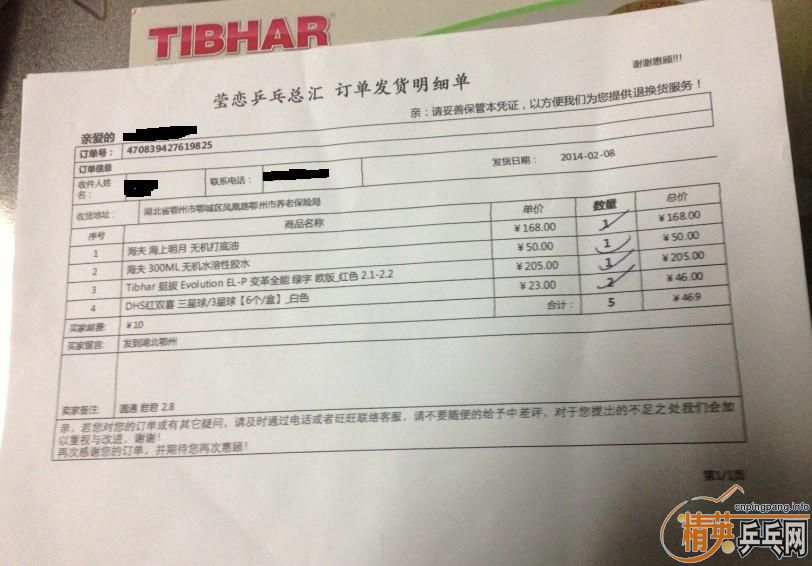 TIBHAR
谢谢惠顾!!!
莹恋乒乓总汇 订单发货明细单
亲：请妥善保管本凭证，以方便我们为您提供退换货服务！
亲爱的
订单号： 470839427619825
订单信息 发货日期： 2014-02-08
收件人姓名： 联系电话：
收货地址： 湖北省鄂州市鄂城区凤凰路鄂州市养老保险局
序号 商品名称 单价 数量 总价
1 海夫 海上明月 无机打底油 ¥168.00 1 ¥168.00
2 海夫 300ML 无机水溶性胶水 ¥50.00 1 ¥50.00
3 Tibhar 挺拔 Evolution EL-P 变革全能 绿字 欧版_红色 2.1-2.2 ¥205.00 1 ¥205.00
4 DHS红双喜 三星球/3星球【6个/盒】_白色 ¥23.00 2 ¥46.00
合计： 5 ¥469
买家邮费： ¥10
买家留言： 发到湖北鄂州
卖家备注: 圆通 君君 2.8
亲，若您对您的订单或有其它疑问，请及时通过电话或者旺旺联络客服，请不要随便的给予中差评，对于您提出的不足之处我们会加
以重视与改进，谢谢!
再次感谢您的订单，并期待您再次惠顾!
第1/1页
cnpingpang.info
精英乒乓网